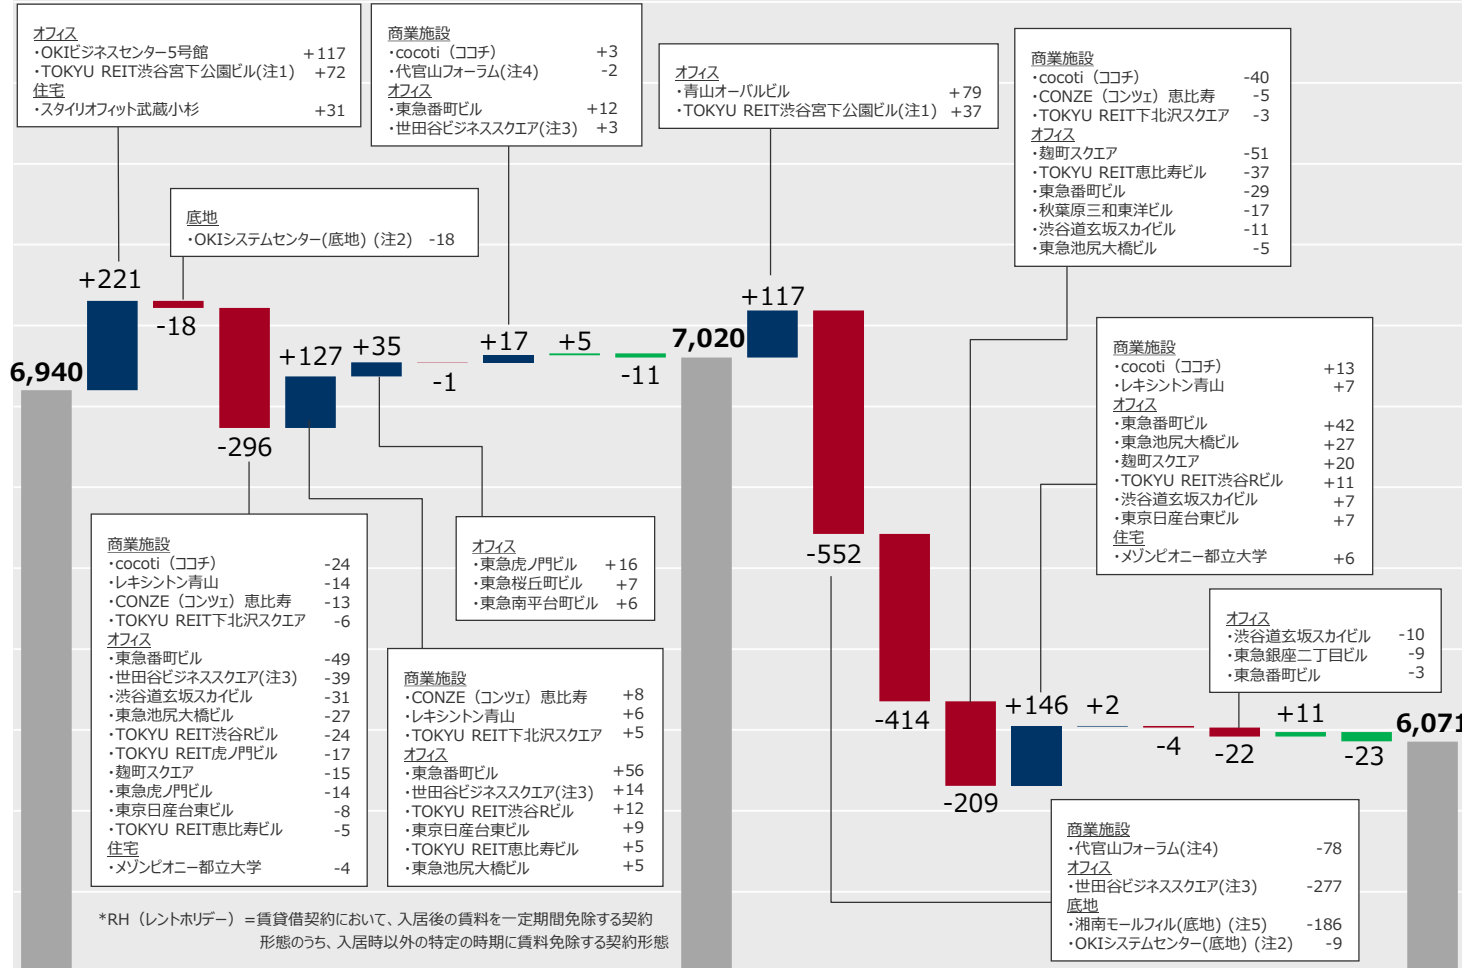 オフィス
・OKIビジネスセンター5号館 +117
・TOKYU REIT渋谷宮下公園ビル(注1) +72
住宅
・スタイリオフィット武蔵小杉 +31
商業施設
・cocoti（ココチ） +3
・代官山フォーラム(注4) -2
オフィス
・東急番町ビル +12
・世田谷ビジネススクエア(注3) +3
オフィス
・青山オーバルビル +79
・TOKYU REIT渋谷宮下公園ビル(注1) +37
商業施設
・cocoti（ココチ） -40
・CONZE（コンツェ）恵比寿 -5
・TOKYU REIT下北沢スクエア -3
オフィス
・麹町スクエア -51
・TOKYU REIT恵比寿ビル -37
・東急番町ビル -29
・秋葉原三和東洋ビル -17
・渋谷道玄坂スカイビル -11
・東急池尻大橋ビル -5
底地
・OKIシステムセンター(底地) (注2) -18
6,940
+221
-18
-296
+127
+35
-1
+17
+5
-11
7,020
+117
-552
-414
-209
+146
+2
-4
-22
+11
-23
6,071
商業施設
・cocoti（ココチ） +13
・レキシントン青山 +7
オフィス
・東急番町ビル +42
・東急池尻大橋ビル +27
・麹町スクエア +20
・TOKYU REIT渋谷Rビル +11
・渋谷道玄坂スカイビル +7
・東京日産台東ビル +7
住宅
・メゾンピオニー都立大学 +6
商業施設
・cocoti（ココチ） -24
・レキシントン青山 -14
・CONZE（コンツェ）恵比寿 -13
・TOKYU REIT下北沢スクエア -6
オフィス
・東急番町ビル -49
・世田谷ビジネススクエア(注3) -39
・渋谷道玄坂スカイビル -31
・東急池尻大橋ビル -27
・TOKYU REIT渋谷Rビル -24
・TOKYU REIT虎ノ門ビル -17
・麹町スクエア -15
・東急虎ノ門ビル -14
・東京日産台東ビル -8
・TOKYU REIT恵比寿ビル -5
住宅
・メゾンピオニー都立大学 -4
オフィス
・東急虎ノ門ビル +16
・東急桜丘町ビル +7
・東急南平台町ビル +6
商業施設
・CONZE（コンツェ）恵比寿 +8
・レキシントン青山 +6
・TOKYU REIT下北沢スクエア +5
オフィス
・東急番町ビル +56
・世田谷ビジネススクエア(注3) +14
・TOKYU REIT渋谷Rビル +12
・東京日産台東ビル +9
・TOKYU REIT恵比寿ビル +5
・東急池尻大橋ビル +5
オフィス
・渋谷道玄坂スカイビル -10
・東急銀座二丁目ビル -9
・東急番町ビル -3
商業施設
・代官山フォーラム(注4) -78
オフィス
・世田谷ビジネススクエア(注3) -277
底地
・湘南モールフィル(底地) (注5) -186
・OKIシステムセンター(底地) (注2) -9
*RH（レントホリデー）=賃貸借契約において、入居後の賃料を一定期間免除する契約
形態のうち、入居時以外の特定の時期に賃料免除する契約形態